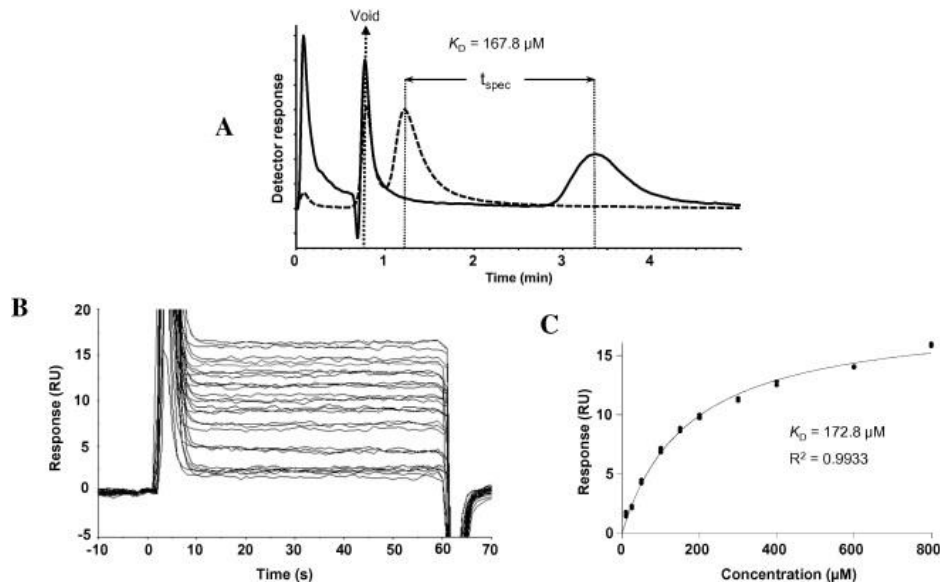 Void
K_D = 167.8 μM
t_spec
A
Detector response
0 1 2 3 4
Time (min)
B
20
15
10
5
0
-5
Response (RU)
-10 0 10 20 30 40 50 60 70
Time (s)
C
15
10
5
0
Response (RU)
K_D = 172.8 μM
R² = 0.9933
0 200 400 600 800
Concentration (μM)